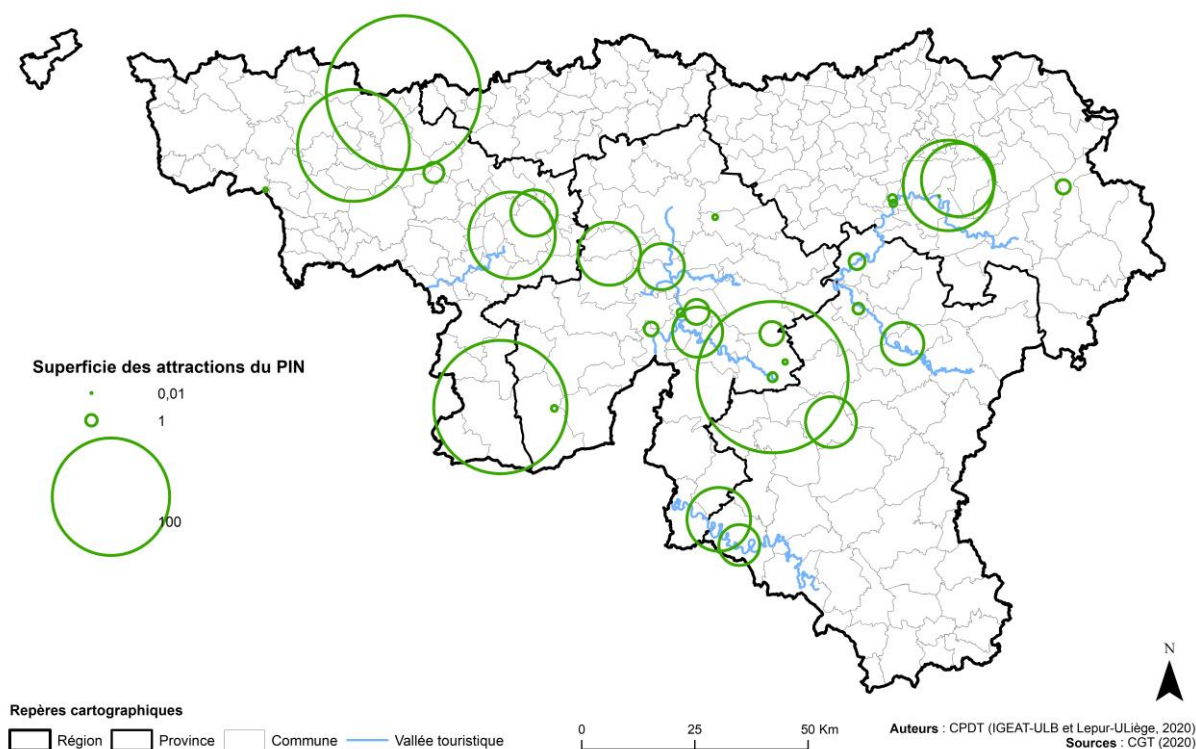 Superficie des attractions du PIN
0,01
1
100
N
Repères cartographiques
Région Province Commune Vallée touristique
0 25 50 Km
Auteurs : CPDT (IGEAT-ULB et Lepur-ULiège, 2020)
Sources : CGT (2020)